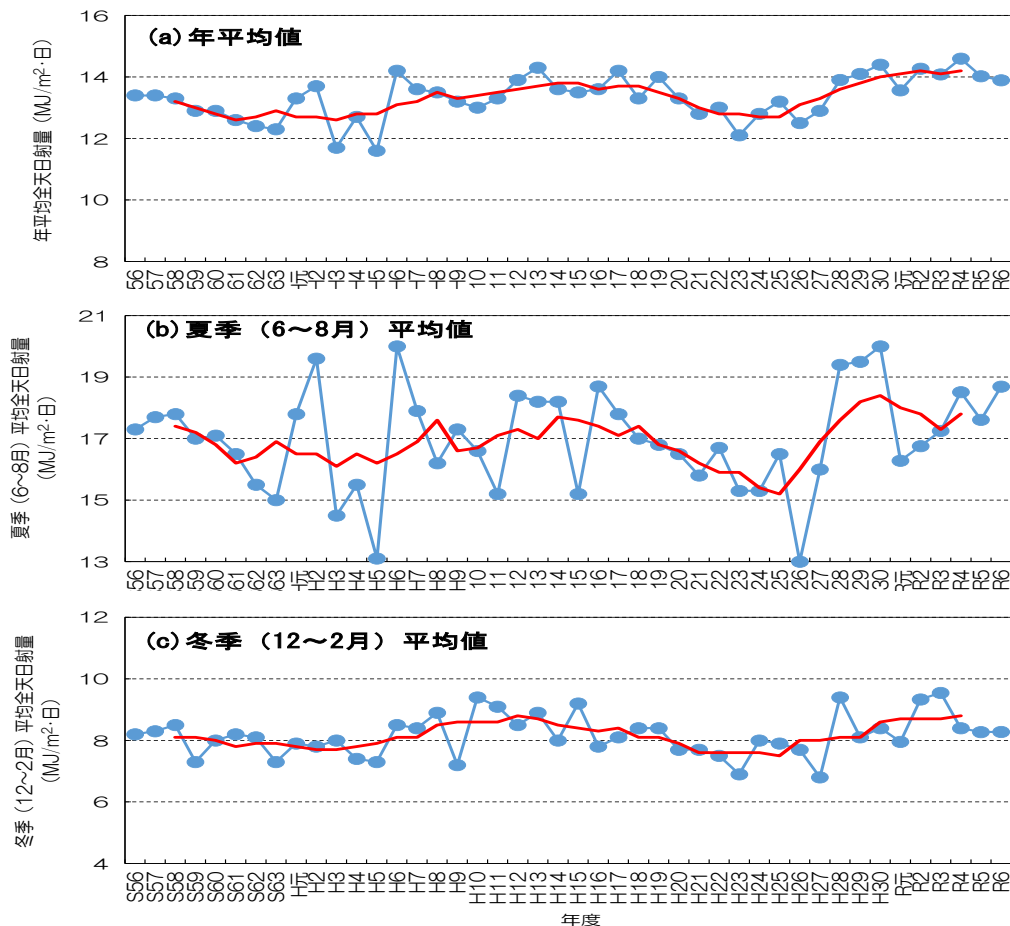 年平均全天日射量 (MJ/m²·日)
(a) 年平均値
16
14
12
10
8
56 57 58 59 60 61 62 63 元 H2 H3 H4 H5 H6 H7 H8 H9 10 11 12 13 14 15 16 17 18 19 20 21 22 23 24 25 26 27 28 29 30 元 R2 R3 R4 R5 R6
夏季 (6～8月) 平均全天日射量
(MJ/m²·日)
(b) 夏季 (6～8月) 平均値
21
19
17
15
13
56 57 58 59 60 61 62 63 元 H2 H3 H4 H5 H6 H7 H8 H9 10 11 12 13 14 15 16 17 18 19 20 21 22 23 24 25 26 27 28 29 30 元 R2 R3 R4 R5 R6
冬季 (12～2月) 平均全天日射量
(MJ/m²·日)
(c) 冬季 (12～2月) 平均値
12
10
8
6
4
S56 S57 S58 S59 S60 S61 S62 S63 H元 H2 H3 H4 H5 H6 H7 H8 H9 H10 H11 H12 H13 H14 H15 H16 H17 H18 H19 H20 H21 H22 H23 H24 H25 H26 H27 H28 H29 H30 R元 R2 R3 R4 R5 R6
年度